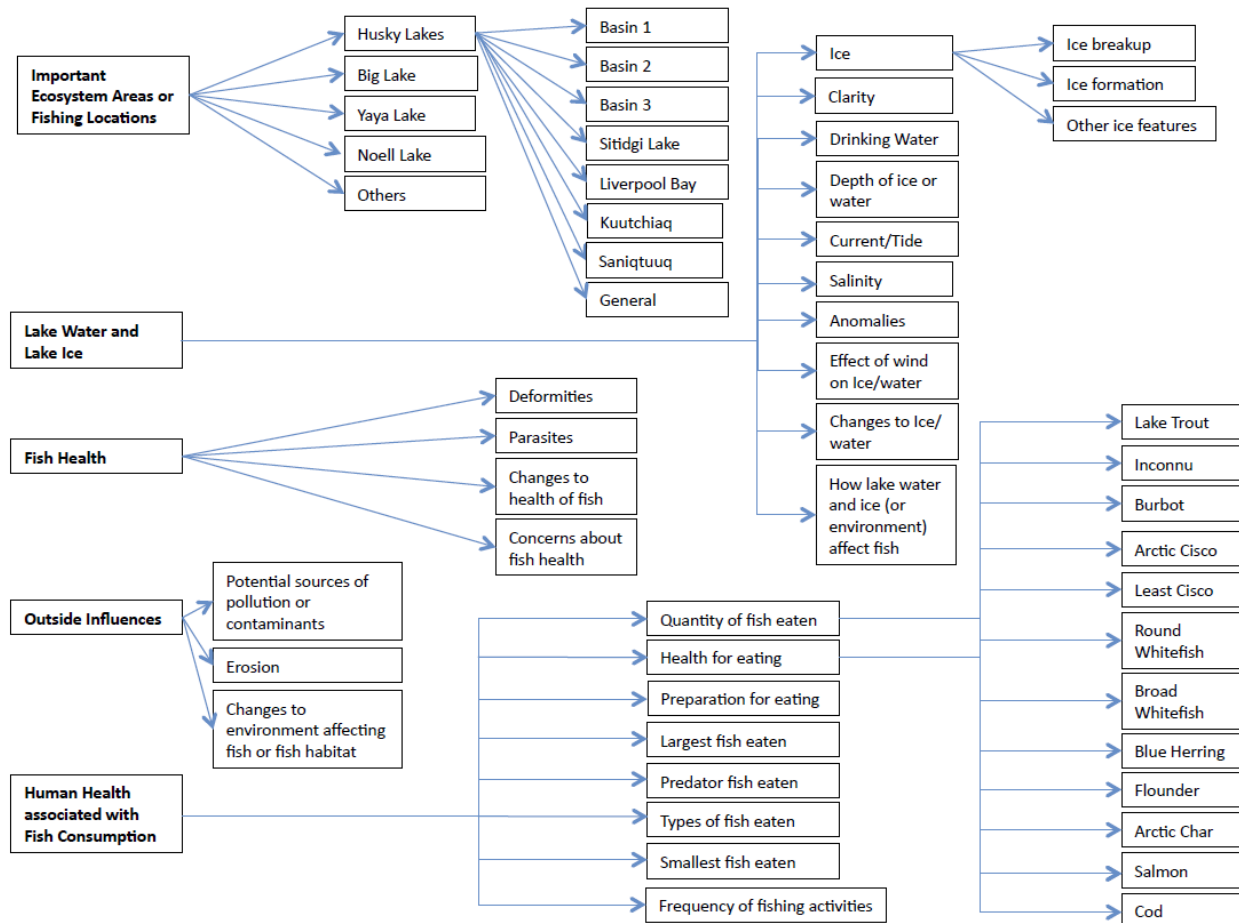 Important
Ecosystem Areas or
Fishing Locations
Husky Lakes
Big Lake
Yaya Lake
Noell Lake
Others
Basin 1
Basin 2
Basin 3
Sitidgi Lake
Liverpool Bay
Kuutchiaq
Saniqtuuq
General
Lake Water and
Lake Ice
Ice
Clarity
Drinking Water
Depth of ice or
water
Current/Tide
Salinity
Anomalies
Effect of wind
on Ice/water
Changes to Ice/
water
How lake water
and ice (or
environment)
affect fish
Ice breakup
Ice formation
Other ice features
Fish Health
Deformities
Parasites
Changes to
health of fish
Concerns about
fish health
Outside Influences
Potential sources of
pollution or
contaminants
Erosion
Changes to
environment affecting
fish or fish habitat
Human Health
associated with
Fish Consumption
Quantity of fish eaten
Health for eating
Preparation for eating
Largest fish eaten
Predator fish eaten
Types of fish eaten
Smallest fish eaten
Frequency of fishing activities
Lake Trout
Inconnu
Burbot
Arctic Cisco
Least Cisco
Round
Whitefish
Broad
Whitefish
Blue Herring
Flounder
Arctic Char
Salmon
Cod